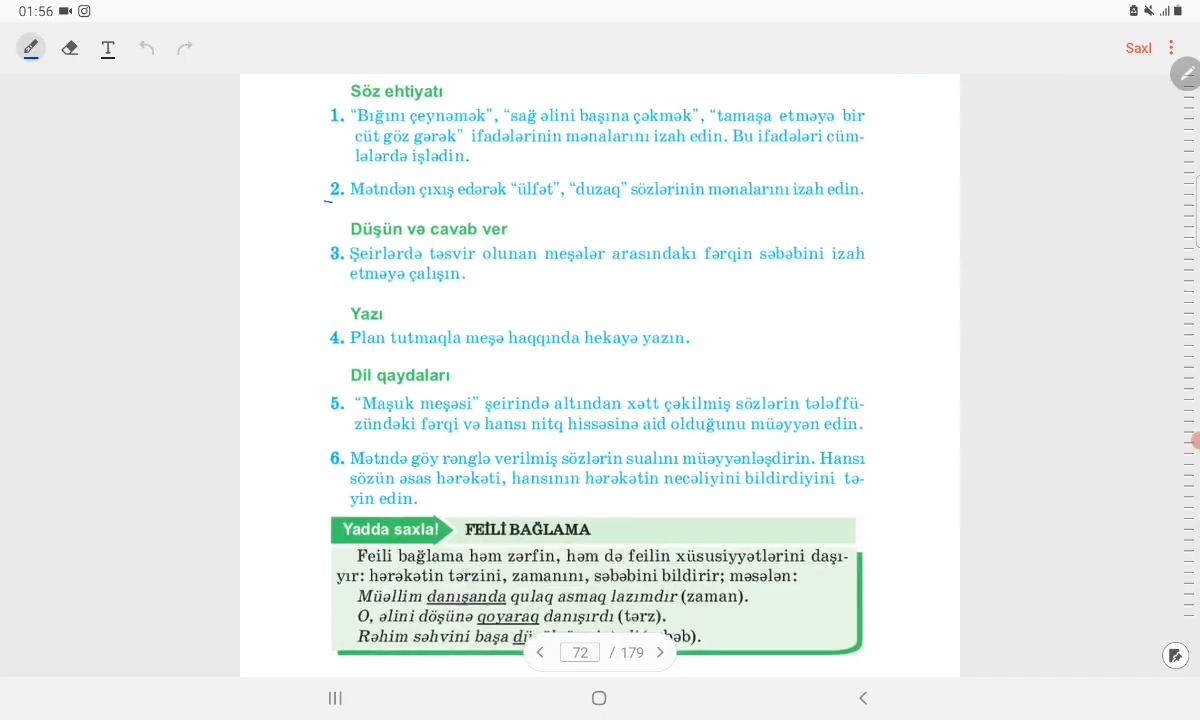 01:56
T
Saxl
Söz ehtiyatı
1. “Bığını çeynəmək”, “sağ əlini başına çəkmək”, “tamaşa etməyə bir
cüt göz gərək” ifadələrinin mənalarını izah edin. Bu ifadələri cüm-
lələrdə işlədin.
2. Mətndən çıxış edərək “ülfət”, “duzaq” sözlərinin mənalarını izah edin.
Düşün və cavab ver
3. Şeirlərdə təsvir olunan meşələr arasındakı fərqin səbəbini izah
etməyə çalışın.
Yazı
4. Plan tutmaqla meşə haqqında hekayə yazın.
Dil qaydaları
5. “Maşuk meşəsi” şeirində altından xətt çəkilmiş sözlərin tələffü-
zündəki fərqi və hansı nitq hissəsinə aid olduğunu müəyyən edin.
6. Mətndə göy rənglə verilmiş sözlərin sualını müəyyənləşdirin. Hansı
sözün əsas hərəkəti, hansının hərəkətin necəliyini bildirdiyini tə-
yin edin.
Yadda saxla! FEİLİ BAĞLAMA
Feili bağlama həm zərfin, həm də feilin xüsusiyyətlərini daşı-
yır: hərəkətin tərzini, zamanını, səbəbini bildirir; məsələn:
Müəllim danışanda qulaq asmaq lazımdır (zaman).
O, əlini döşünə qoyaraq danışırdı (tərz).
Rəhim səhvini başa
72 / 179